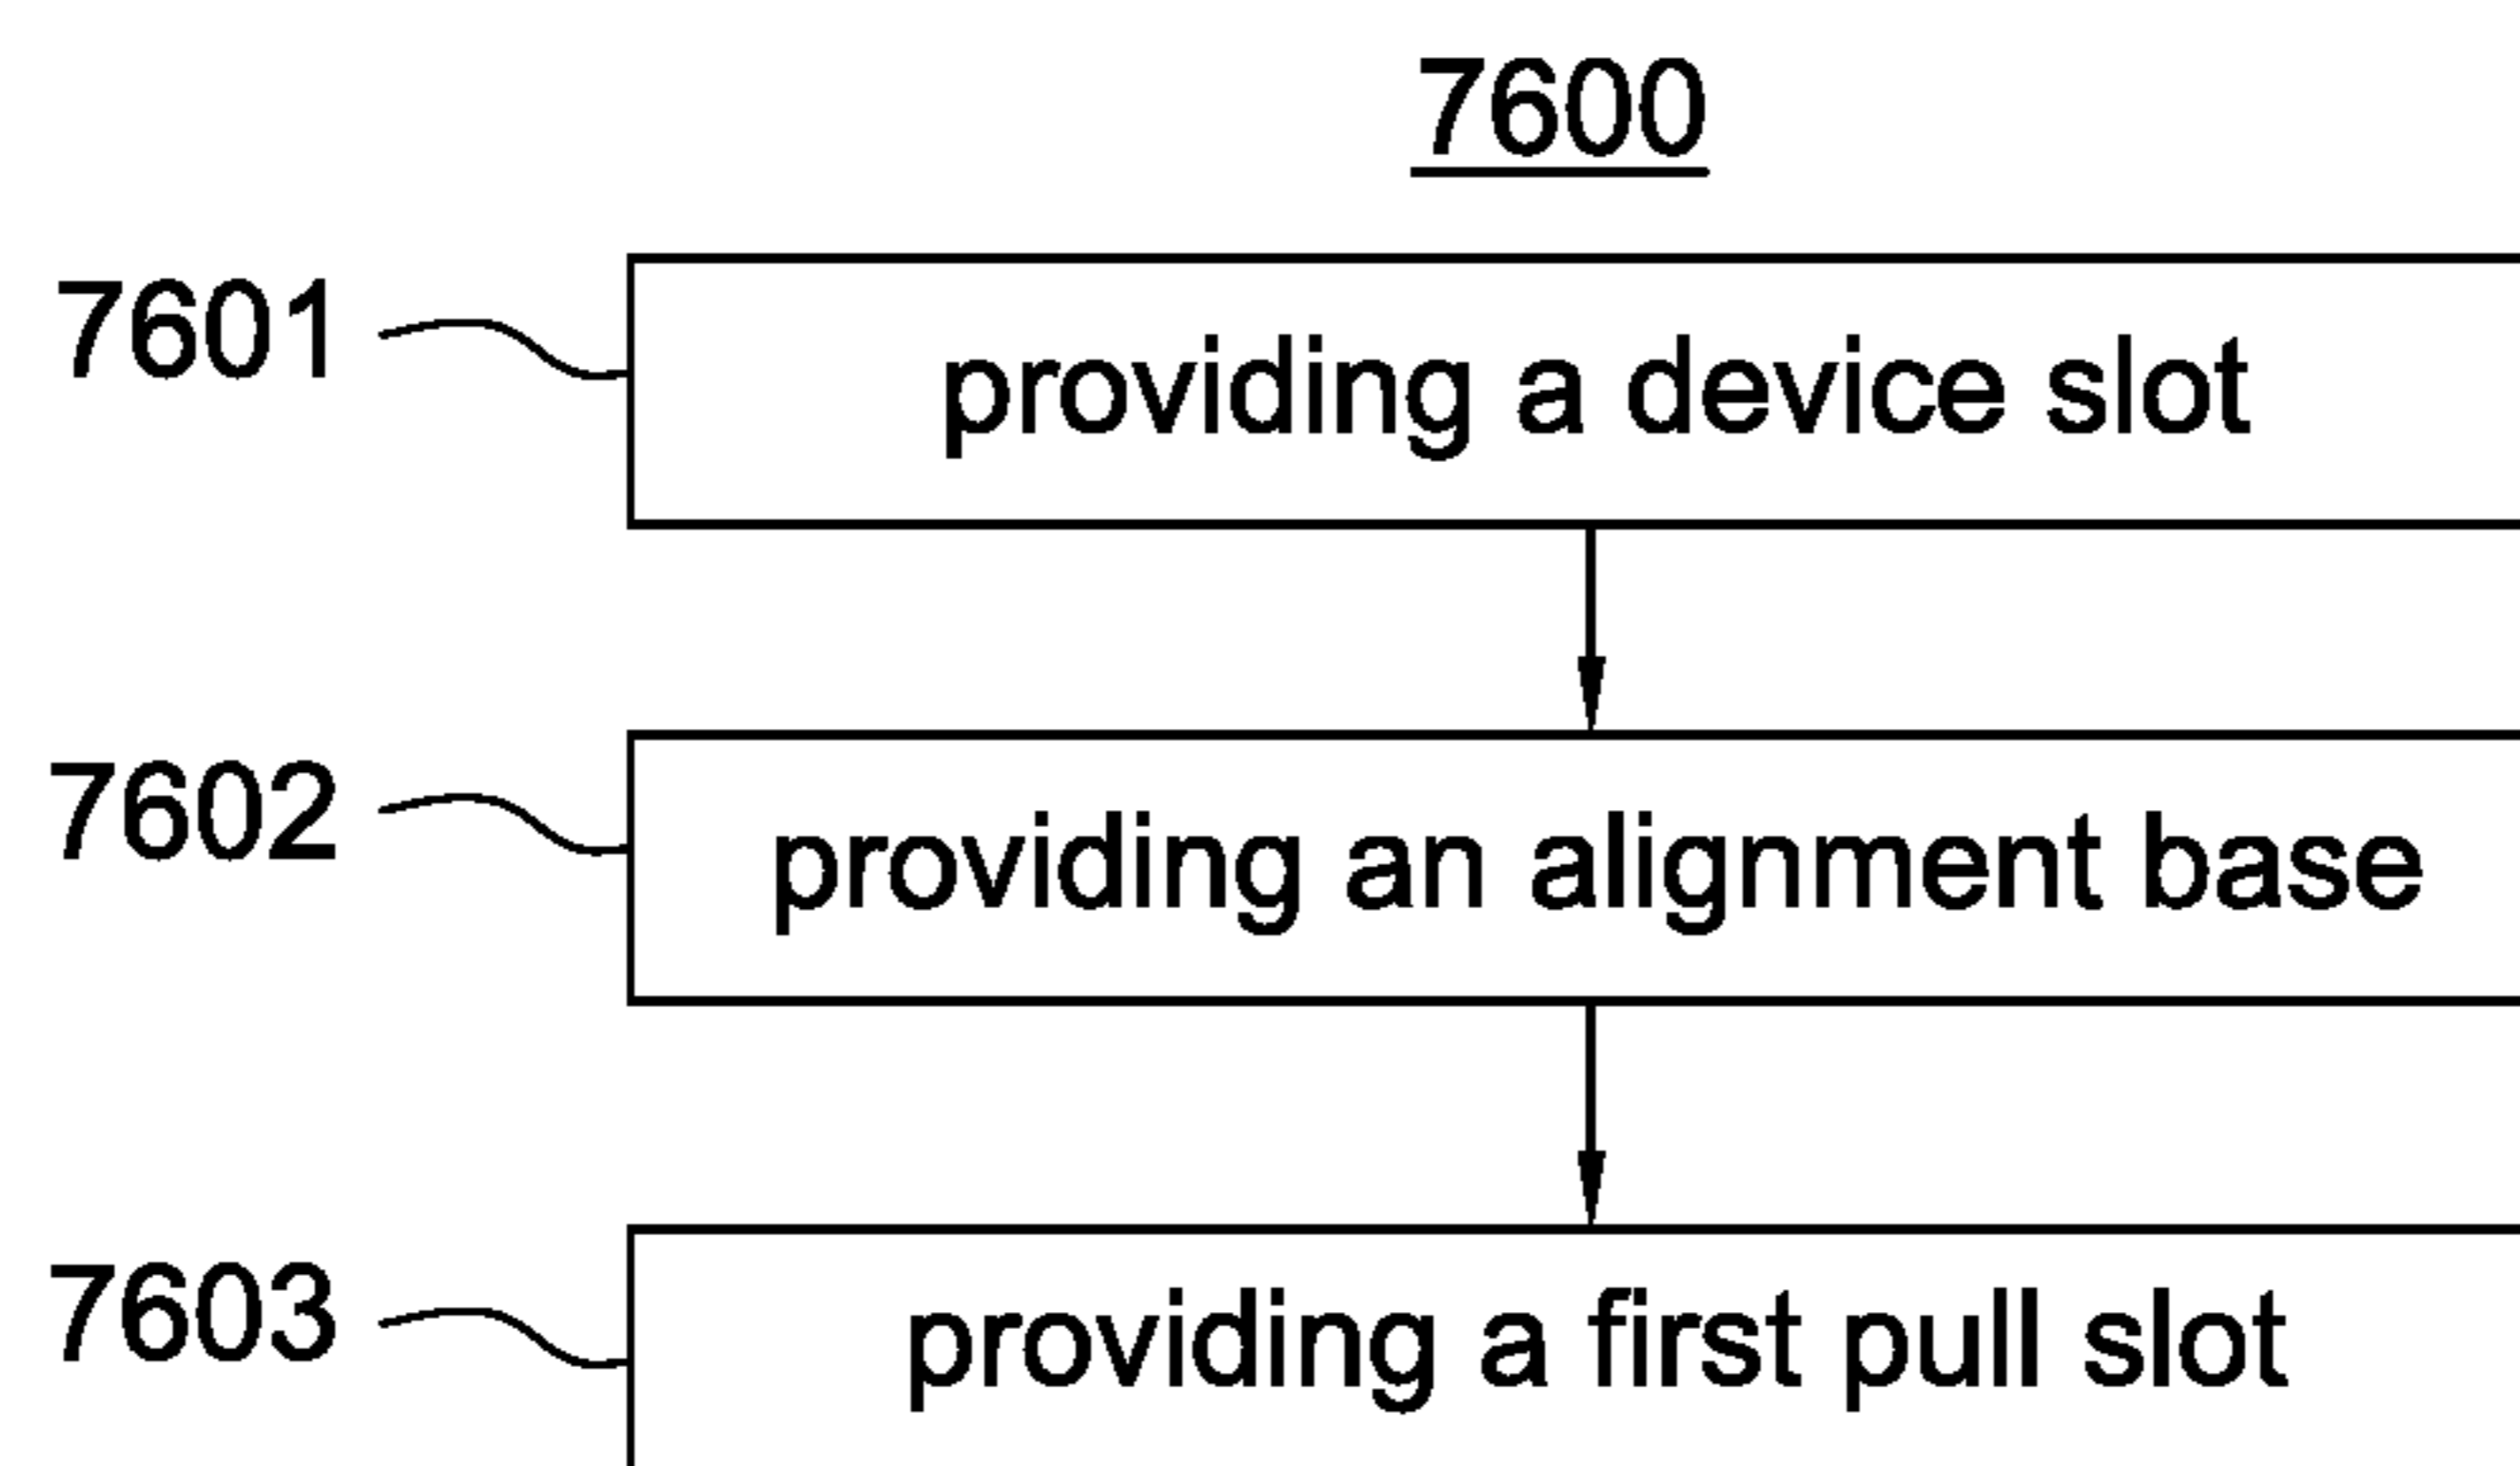 7600
7601
providing a device slot
7602
providing an alignment base
7603
providing a first pull slot